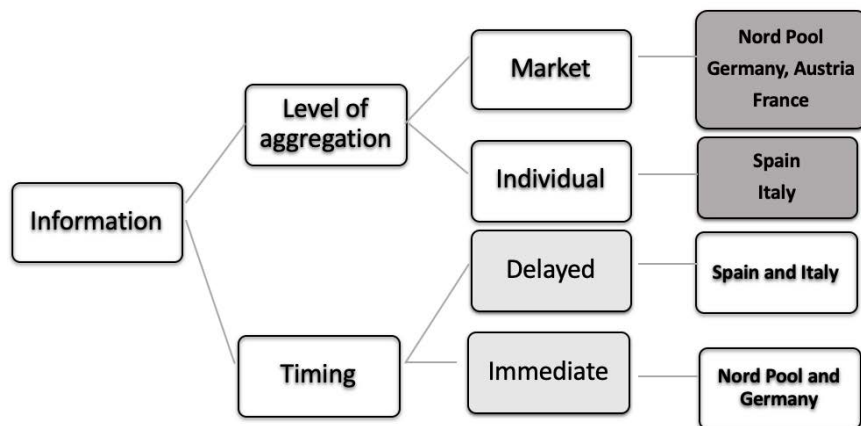 Information
Level of
aggregation
Market
Nord Pool
Germany, Austria
France
Individual
Spain
Italy
Timing
Delayed
Spain and Italy
Immediate
Nord Pool and
Germany